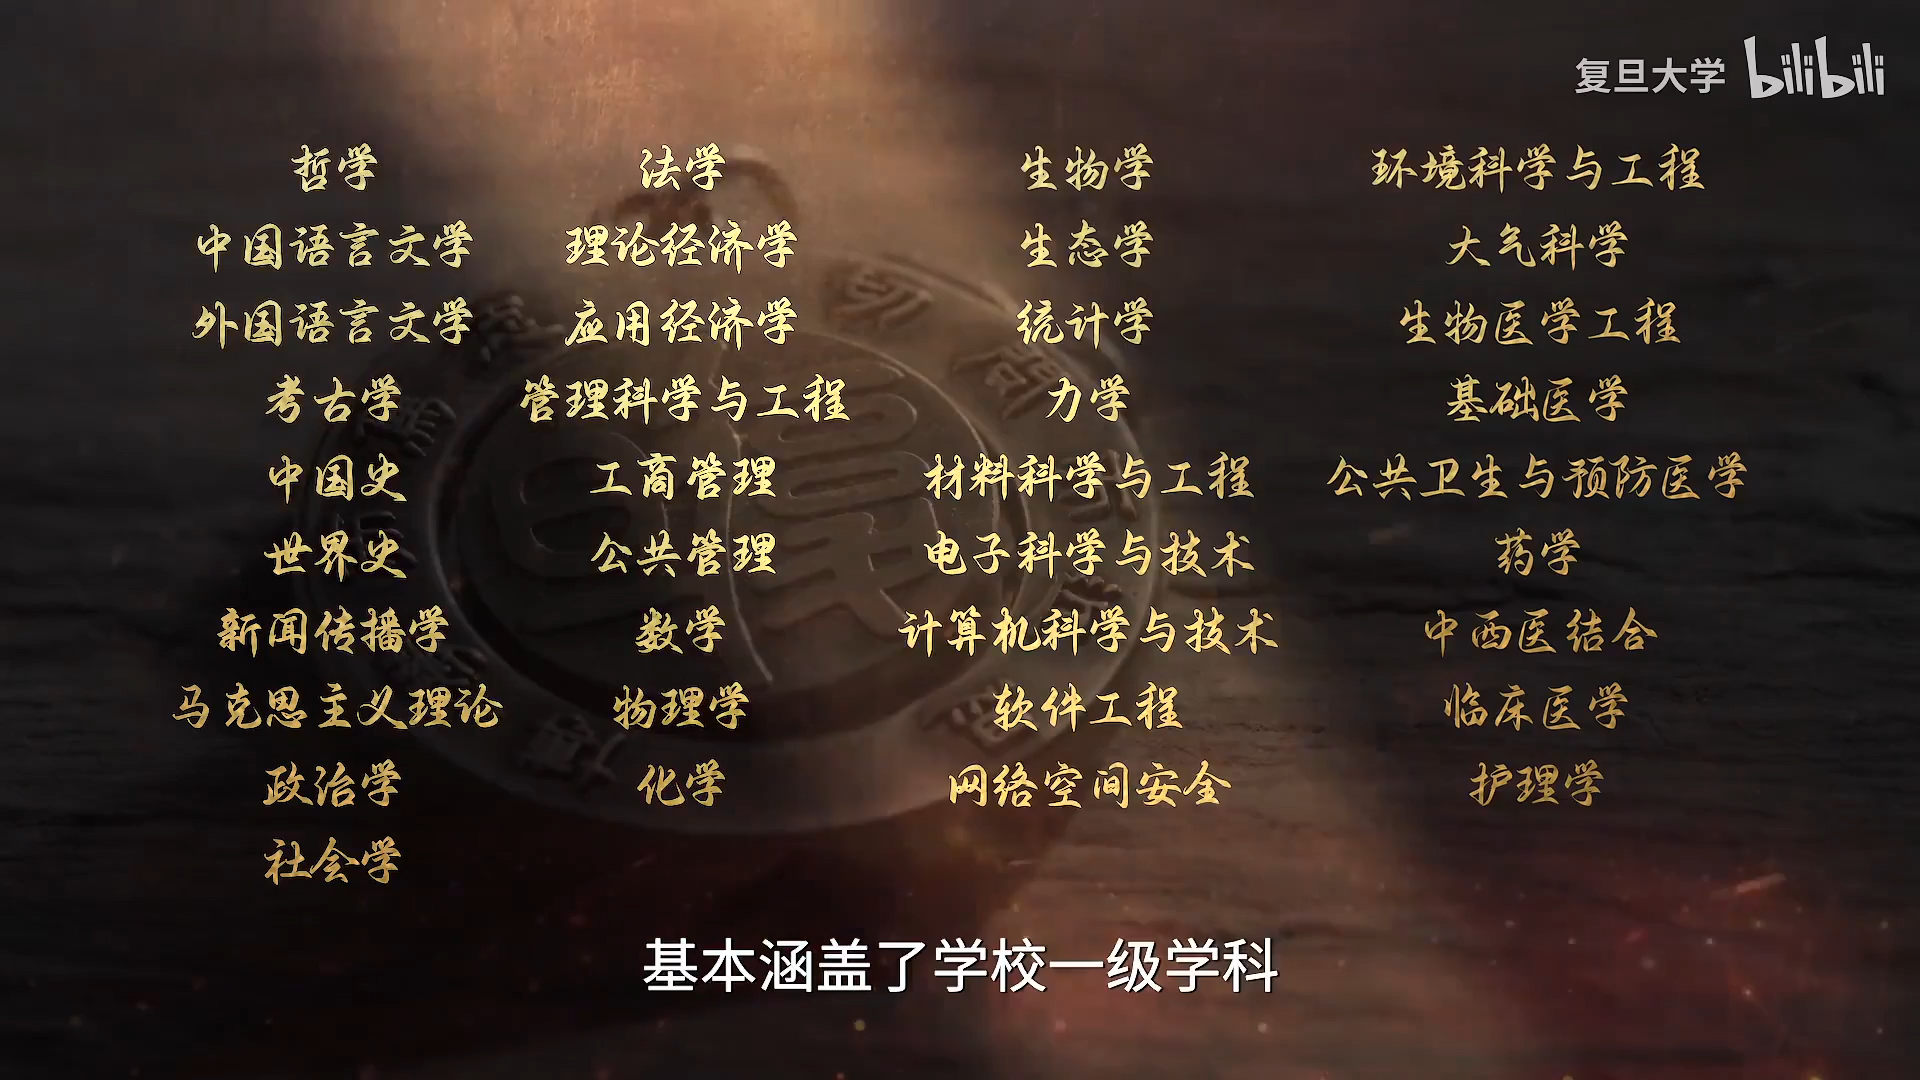 复旦大学 bilibili
哲学
中国语言文学
外国语言文学
考古学
中国史
世界史
新闻传播学
马克思主义理论
政治学
社会学
法学
理论经济学
应用经济学
管理科学与工程
工商管理
公共管理
数学
物理学
化学
生物学
生态学
统计学
力学
材料科学与工程
电子科学与技术
计算机科学与技术
软件工程
网络空间安全
环境科学与工程
大气科学
生物医学工程
基础医学
公共卫生与预防医学
药学
中西医结合
临床医学
护理学
基本涵盖了学校一级学科